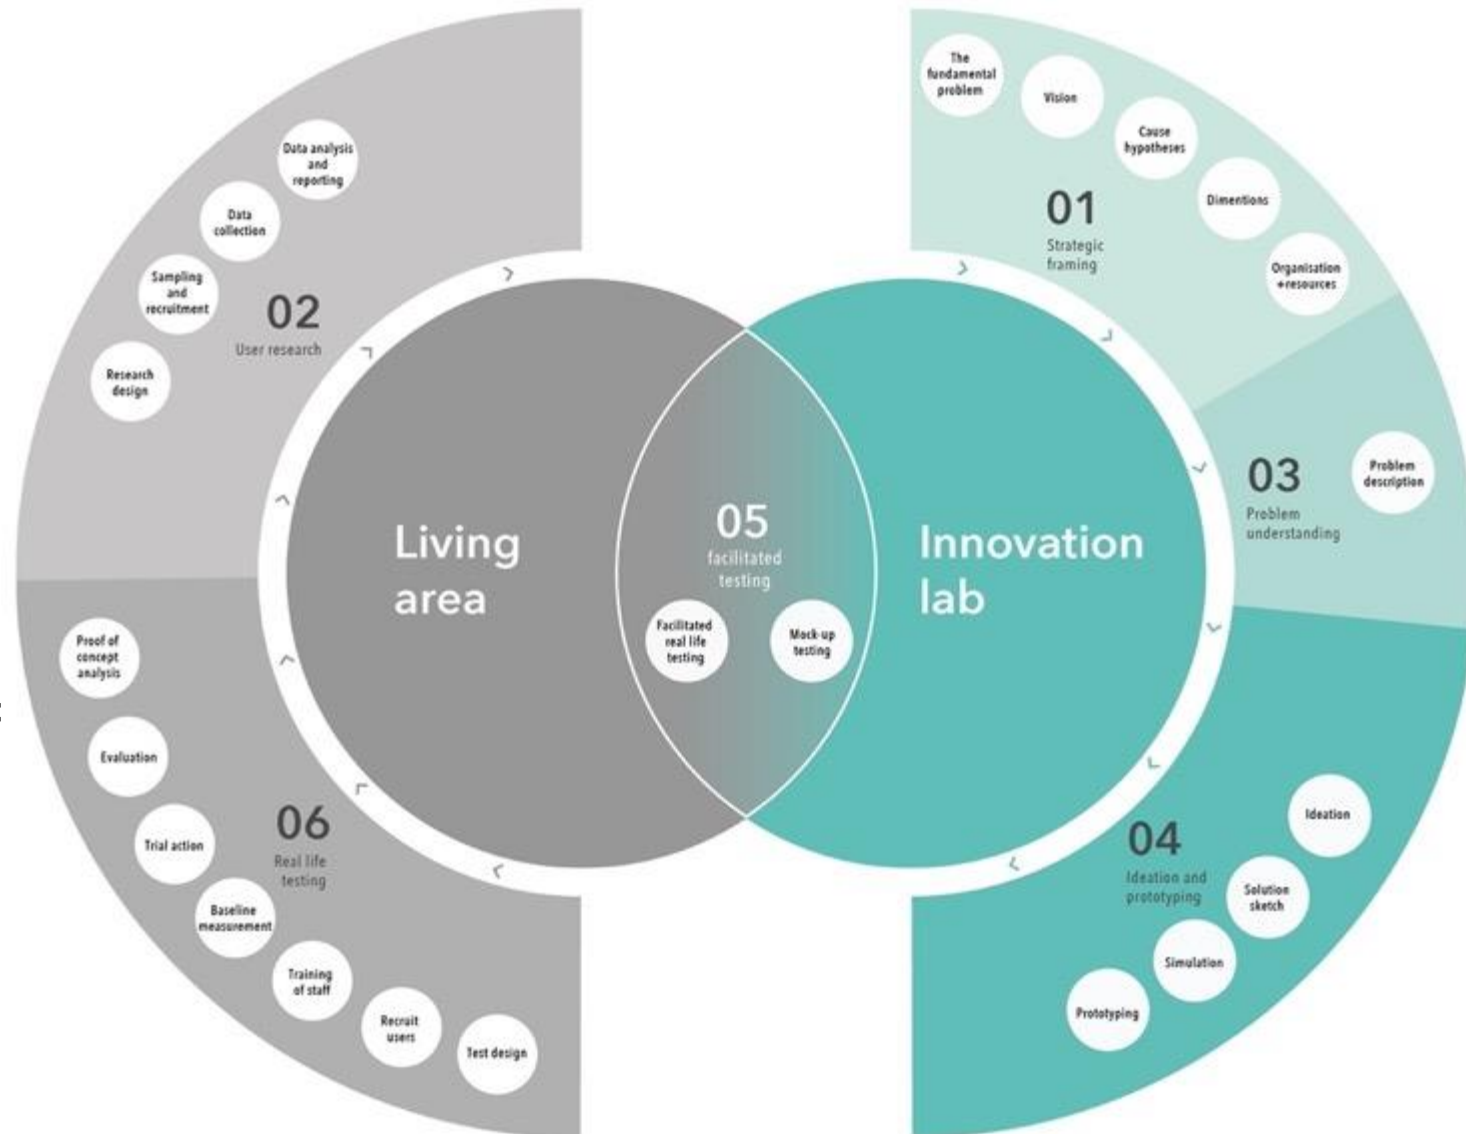 The
fundamental
problem
Vision
Cause
hypotheses
Dimentions
Organisation
+resources
01
Strategic
framing
Data analysis
and
reporting
Data
collection
Sampling
and
recruitment
Research
design
02
User research
03
Problem
understanding
Problem
description
Living
area
05
facilitated
testing
Facilitated
real life
testing
Mock-up
testing
Innovation
lab
04
Ideation and
prototyping
Ideation
Solution
sketch
Simulation
Prototyping
06
Real life
testing
Proof of
concept
analysis
Evaluation
Trial action
Baseline
measurement
Training
of staff
Recruit
users
Test design